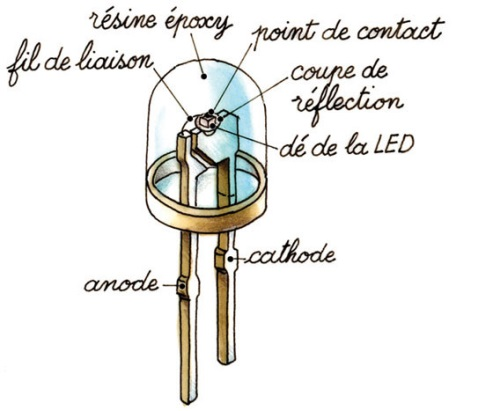 résine époxy
point de contact
fil de liaison
coupe de
réflection
dé de la LED
cathode
anode